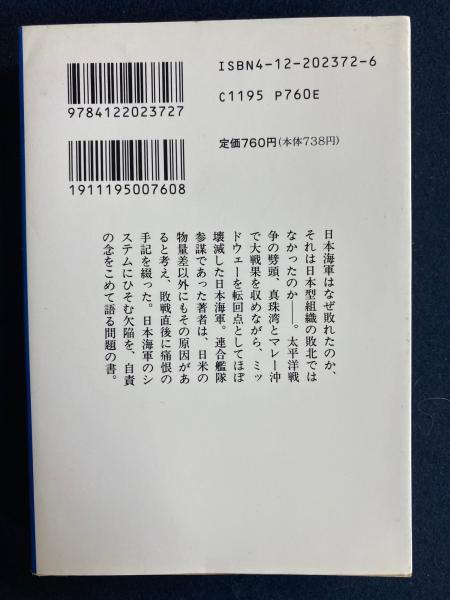 ISBN4-12-202372-6
C1195 P760E
9784122023727
定価760円(本体738円)
1911195007608
日本海軍はなぜ敗れたのか、
それは日本型組織の敗北では
なかったのか――。太平洋戦
争の劈頭、真珠湾とマレー沖
で大戦果を収めながら、ミッ
ドウェーを転回点としてほぼ
壊滅した日本海軍。連合艦隊
参謀であった著者は、日米の
物量差以外にもその原因があ
ると考え、敗戦直後に痛恨の
手記を綴った。日本海軍のシ
ステムにひそむ欠陥を、自責
の念をこめて語る問題の書。